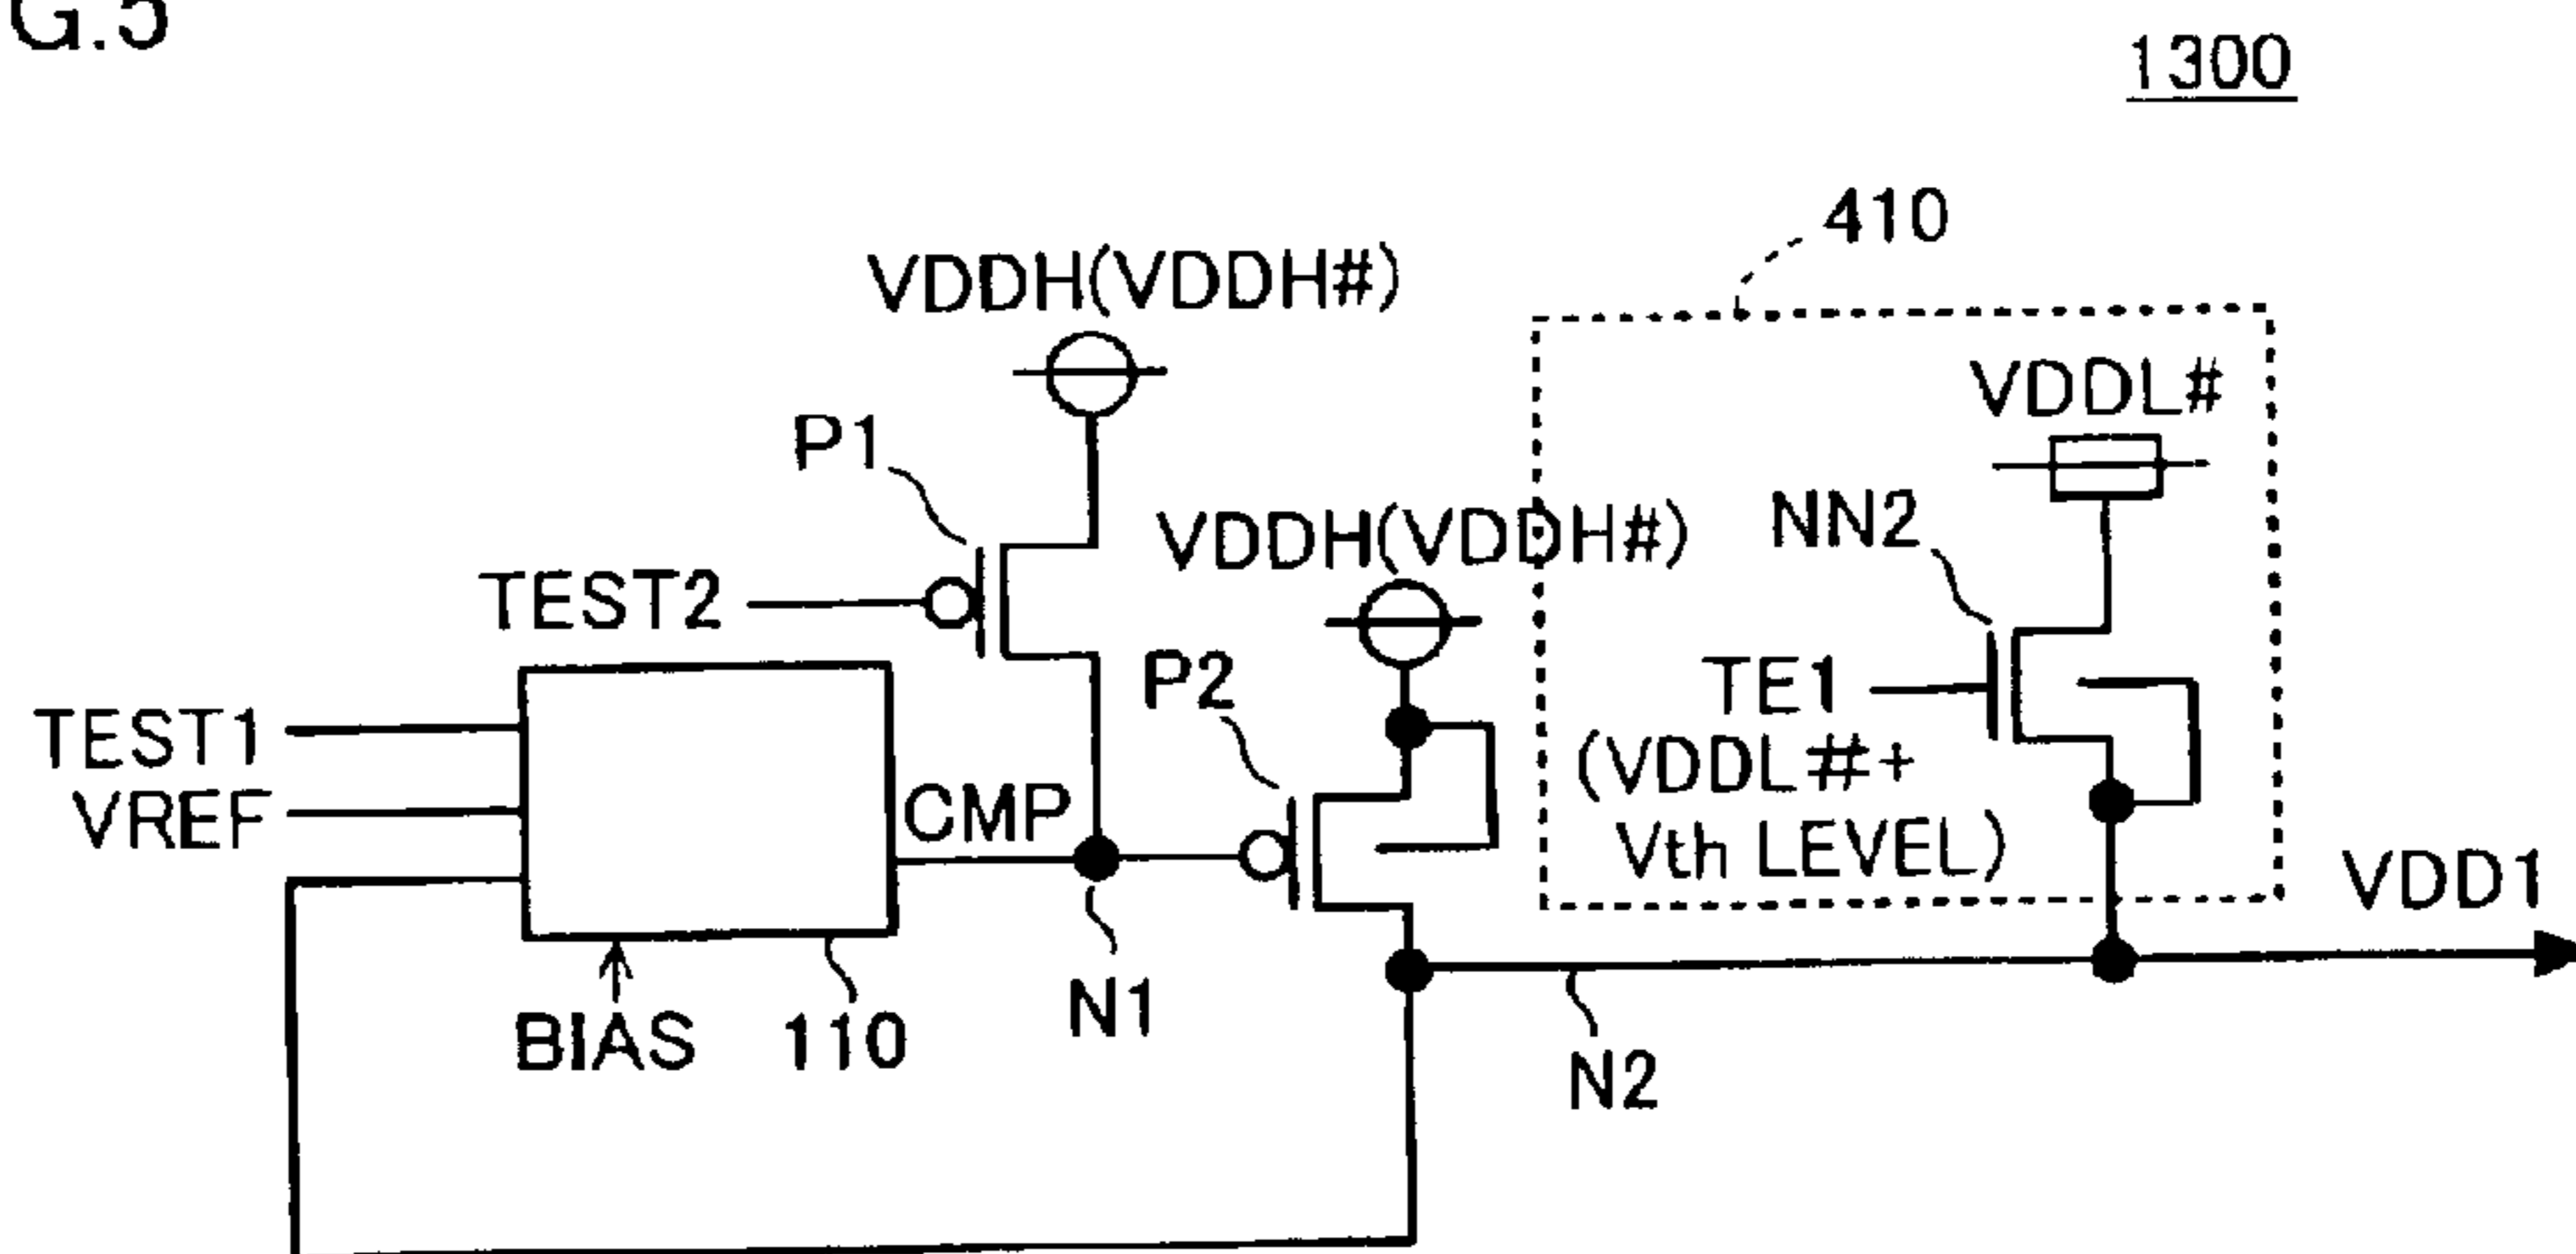 G.5
1300
410
VDDH(VDDH#)
VDDL#
P1
VDDH(VDDH#)
NN2
TEST2
P2
TE1
(VDDL#+
Vth LEVEL)
TEST1
VREF
CMP
VDD1
N1
BIAS
110
N2